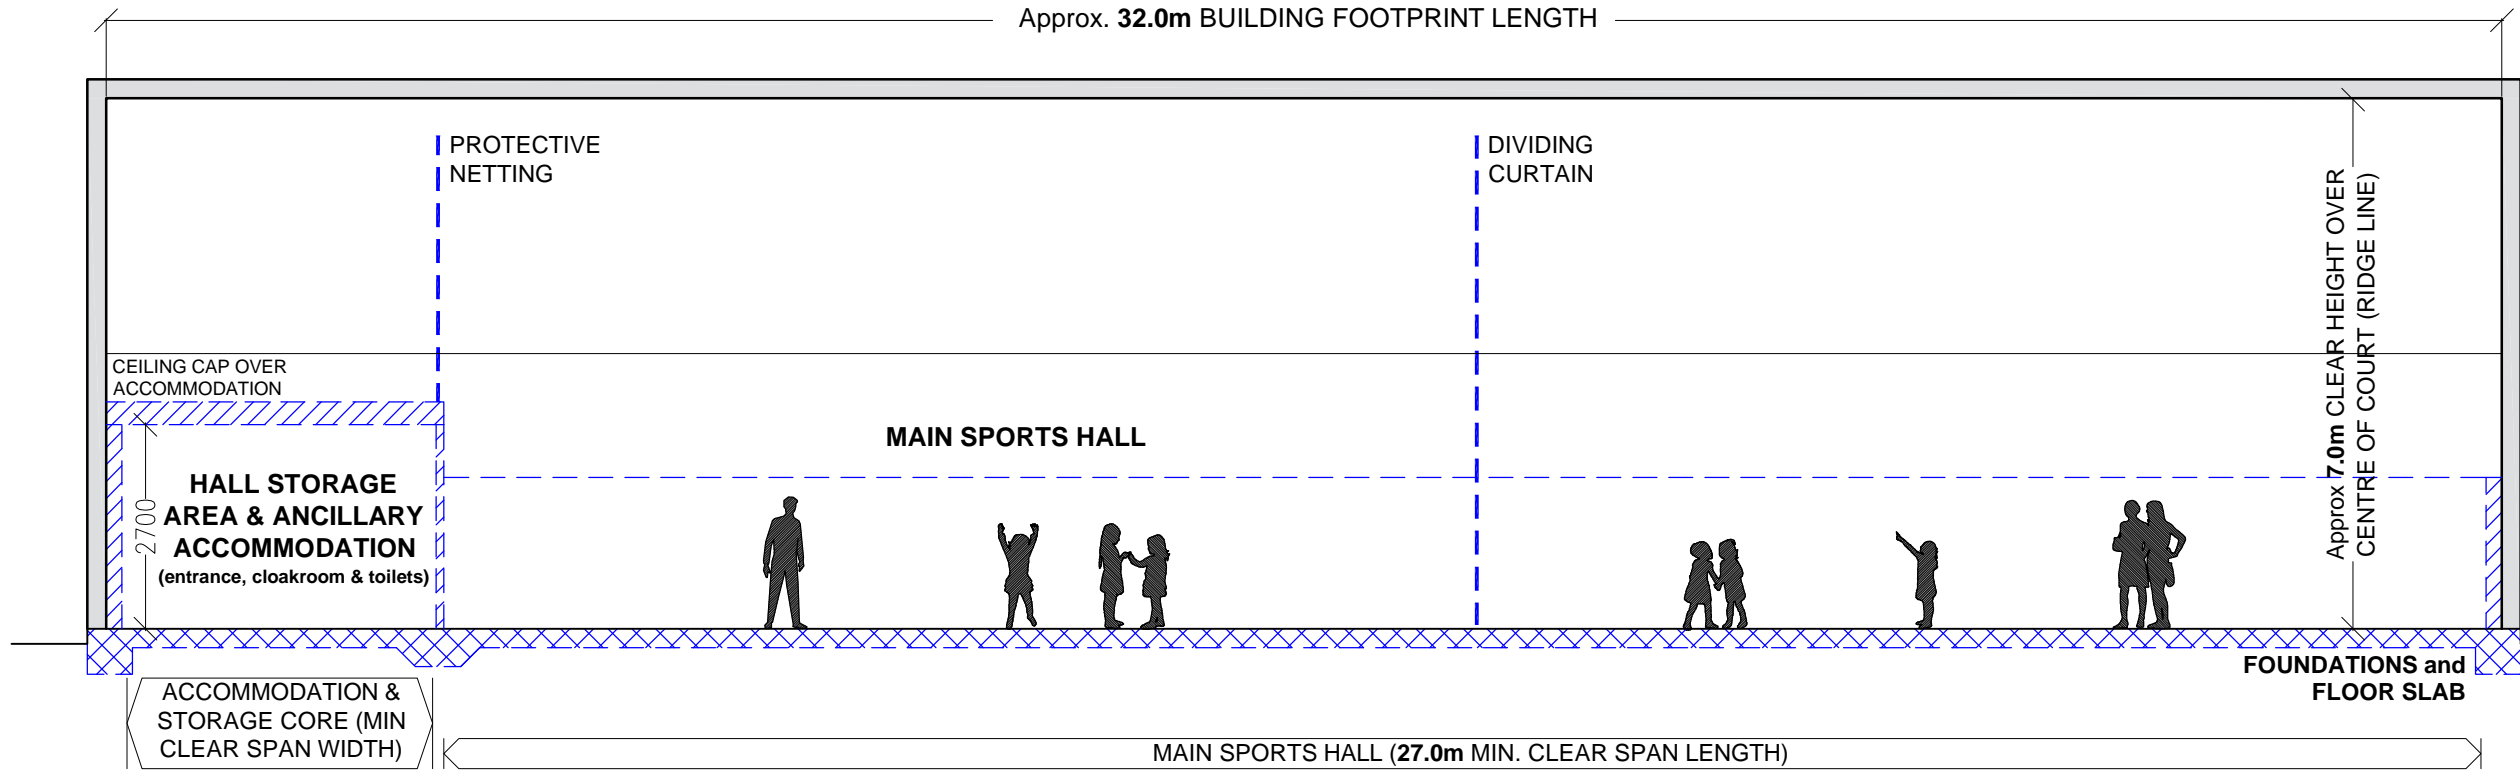 Approx. 32.0m BUILDING FOOTPRINT LENGTH
PROTECTIVE
NETTING
DIVIDING
CURTAIN
Approx 7.0m CLEAR HEIGHT OVER
CENTRE OF COURT (RIDGE LINE)
CEILING CAP OVER
ACCOMMODATION
MAIN SPORTS HALL
2700
HALL STORAGE
AREA & ANCILLARY
ACCOMMODATION
(entrance, cloakroom & toilets)
FOUNDATIONS and
FLOOR SLAB
ACCOMMODATION &
STORAGE CORE (MIN
CLEAR SPAN WIDTH)
MAIN SPORTS HALL (27.0m MIN. CLEAR SPAN LENGTH)